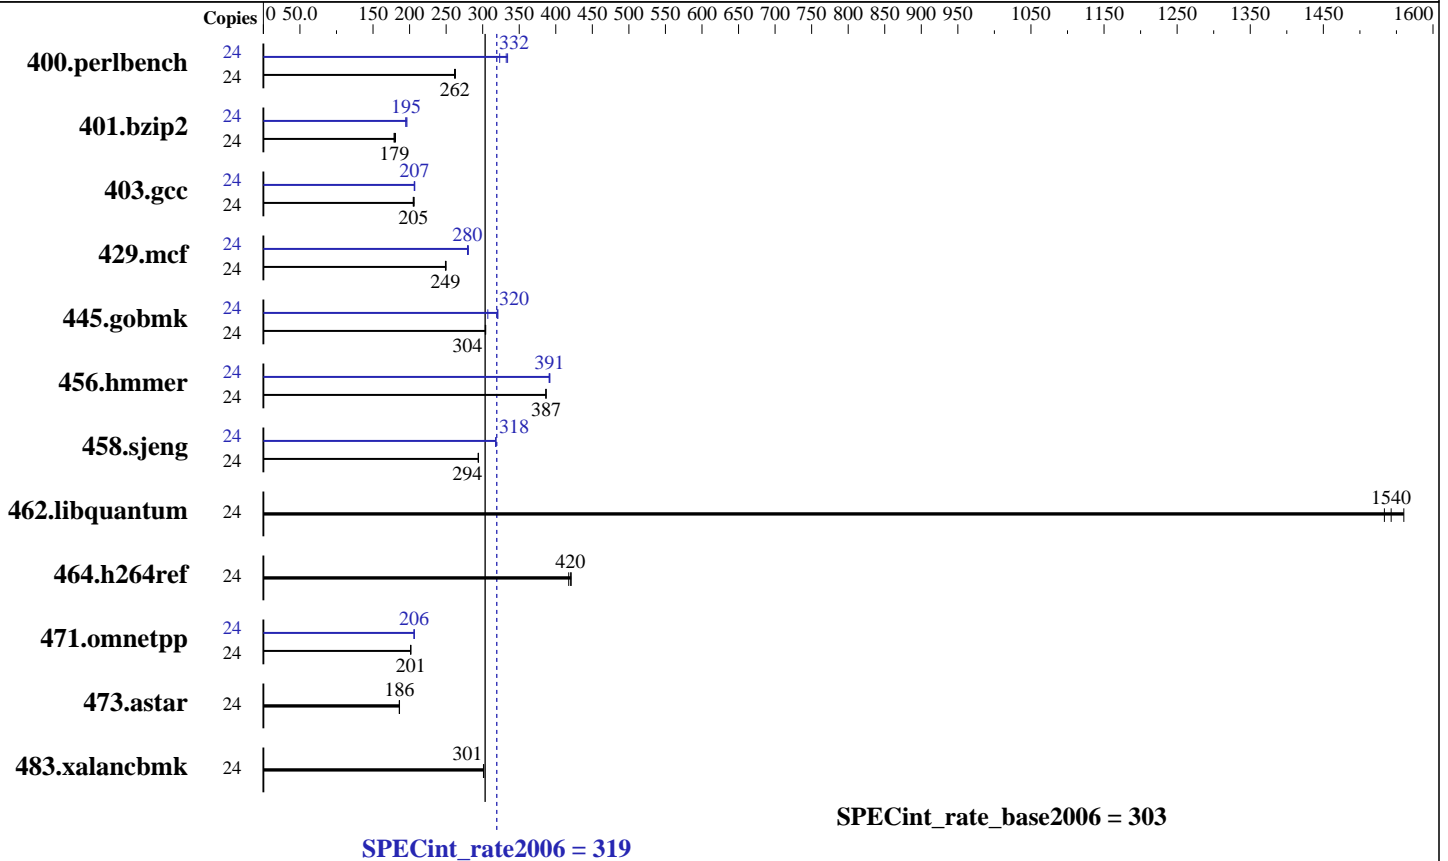 Copies 0 50.0 150 200 250 300 350 400 450 500 550 600 650 700 750 800 850 900 950 1050 1150 1250 1350 1450 1600
400.perlbench 24 332
24 262
401.bzip2 24 195
24 179
403.gcc 24 207
24 205
429.mcf 24 280
24 249
445.gobmk 24 320
24 304
456.hmmer 24 391
24 387
458.sjeng 24 318
24 294
462.libquantum 24 1540
464.h264ref 24 420
471.omnetpp 24 206
24 201
473.astar 24 186
483.xalancbmk 24 301
SPECint_rate_base2006 = 303
SPECint_rate2006 = 319